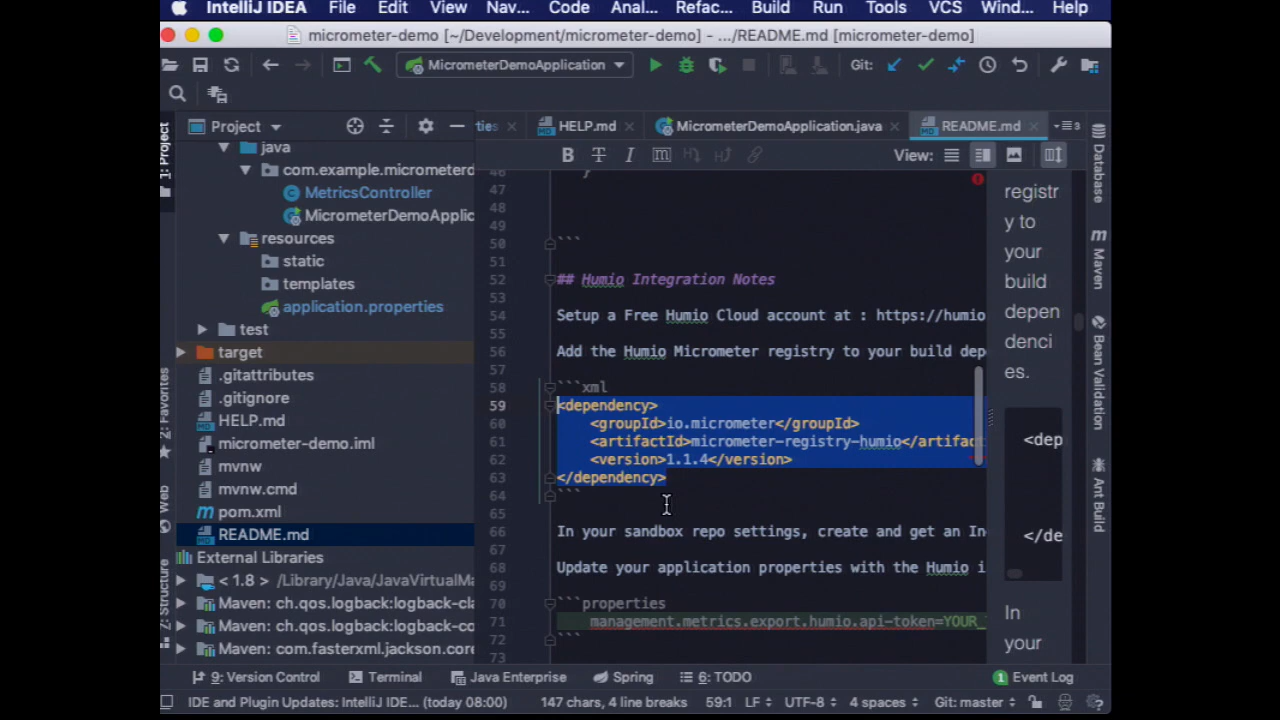 IntelliJ IDEA File Edit View Nav... Code Anal... Refac... Build Run Tools VCS Wind... Help
micrometer-demo [~/Development/micrometer-demo] - .../README.md [micrometer-demo]
MicrometerDemoApplication Git:
Project
ties HELP.md MicrometerDemoApplication.java README.md 3
B T I m View:
1: Project
java
com.example.micrometerd
MetricsController
MicrometerDemoApplic
resources
static
templates
application.properties
test
target
.gitattributes
.gitignore
HELP.md
micrometer-demo.iml
mvnw
mvnw.cmd
pom.xml
README.md
External Libraries
< 1.8 > /Library/Java/JavaVirtualMa
Maven: ch.qos.logback:logback-cla
Maven: ch.qos.logback:logback-co
Maven: com.fasterxml.jackson.core
2: Favorites
Web
7: Structure
46 }
47
48
49
50 ```
51
52 ## Humio Integration Notes
53
54 Setup a Free Humio Cloud account at : https://humio
55
56 Add the Humio Micrometer registry to your build dep
57
58 ```xml
59 <dependency>
60 <groupId>io.micrometer</groupId>
61 <artifactId>micrometer-registry-humio</artifact
62 <version>1.1.4</version>
63 </dependency>
64 ```
65
66 In your sandbox repo settings, create and get an In
67
68 Update your application properties with the Humio i
69
70 ```properties
71 management.metrics.export.humio.api-token=YOUR_
72 ```
73
registr
y to
your
build
depen
denci
es.
<dep
</de
In
your
Database
Maven
Bean Validation
Ant Build
9: Version Control Terminal Java Enterprise Spring 6: TODO 1 Event Log
IDE and Plugin Updates: IntelliJ IDEA... (today 08:00) 147 chars, 4 line breaks 59:1 LF UTF-8 4 spaces Git: master